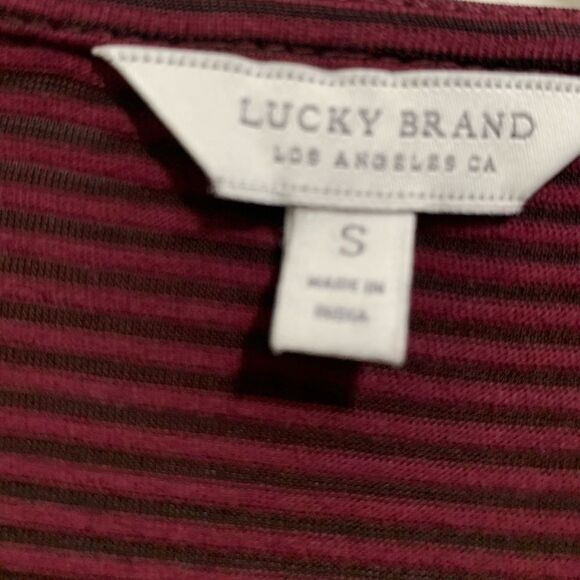 LUCKY BRAND
LOS ANGELES CA
S
MADE IN
INDIA